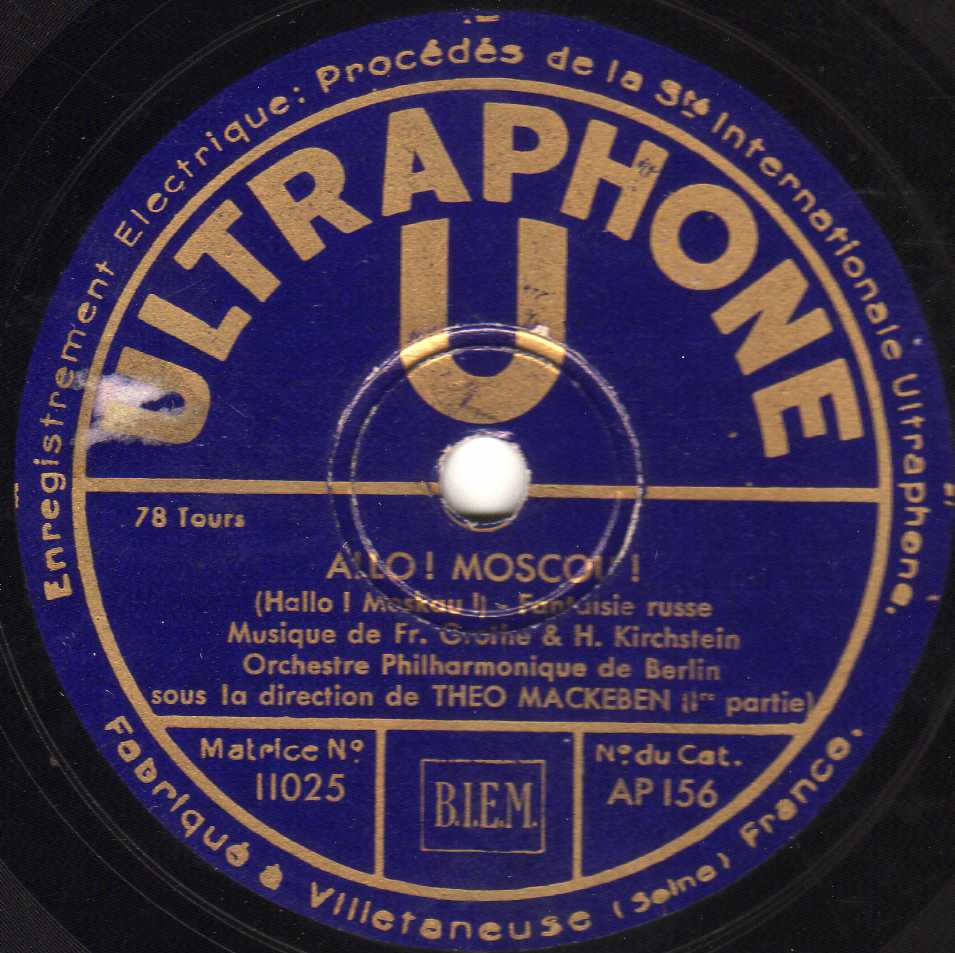 Enregistrement Electrique: Procédés de la Sté Internationale Ultraphone.
ULTRAPHONE
U
78 Tours
ALLO ! MOSCOU !
(Hallo ! Moskau !) - Fantaisie russe
Musique de Fr. Grothe & H. Kirchstein
Orchestre Philharmonique de Berlin
sous la direction de THEO MACKEBEN (1re partie)
Matrice No.
11025
B.I.E.M.
No. du Cat.
AP 156
Fabriqué à Villetaneuse (Seine) France.